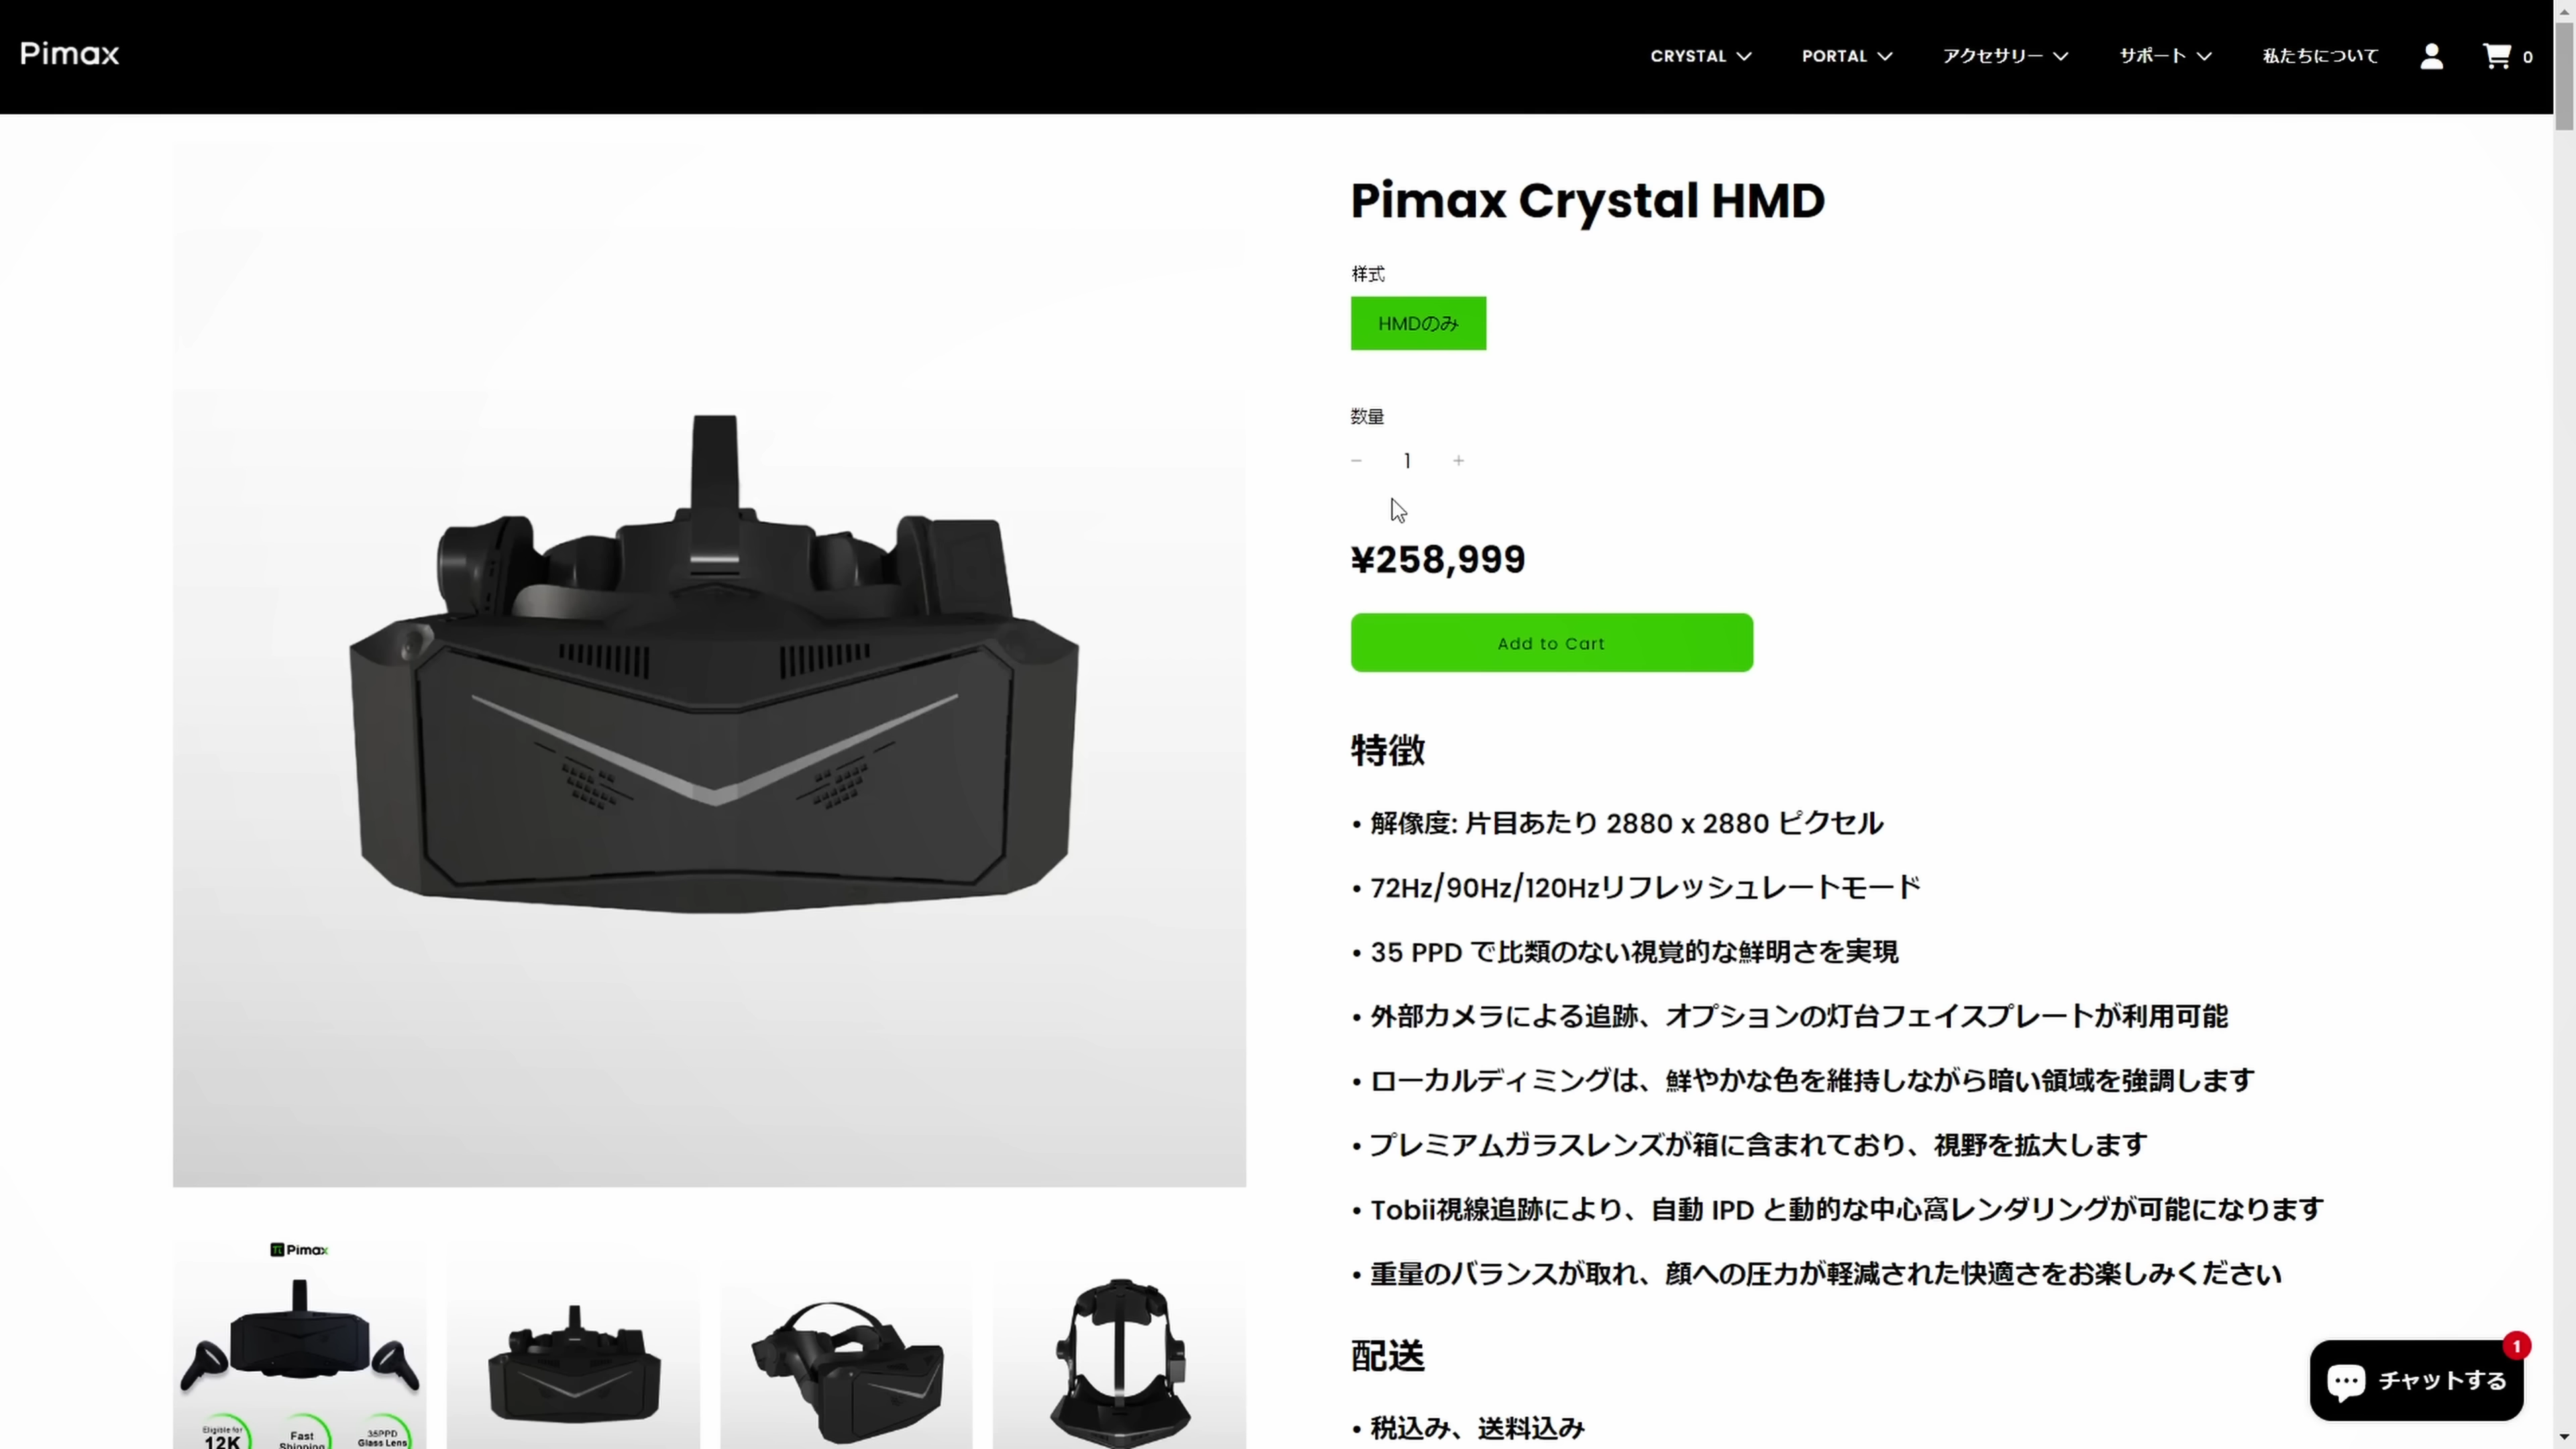 Pimax
CRYSTAL
PORTAL
アクセサリー
サポート
私たちについて
0
Pimax Crystal HMD
様式
HMDのみ
数量
− 1 +
¥258,999
Add to Cart
特徴
• 解像度: 片目あたり 2880 x 2880 ピクセル
• 72Hz/90Hz/120Hzリフレッシュレートモード
• 35 PPD で比類のない視覚的な鮮明さを実現
• 外部カメラによる追跡、オプションの灯台フェイスプレートが利用可能
• ローカルディミングは、鮮やかな色を維持しながら暗い領域を強調します
• プレミアムガラスレンズが箱に含まれており、視野を拡大します
• Tobii視線追跡により、自動 IPD と動的な中心窩レンダリングが可能になります
• 重量のバランスが取れ、顔への圧力が軽減された快適さをお楽しみください
配送
• 税込み、送料込み
Pimax
Eligible for
12K
Fast
Shipping
35PPD
Glass Lens
1
チャットする